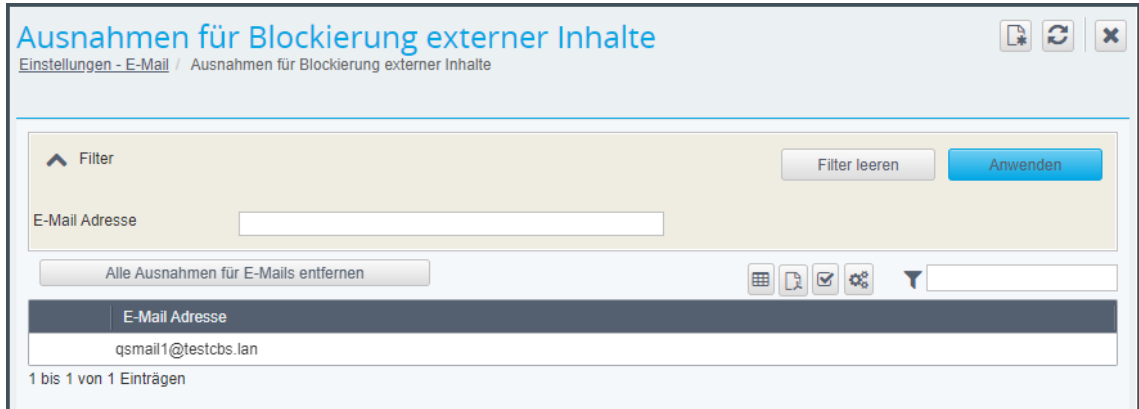 Ausnahmen für Blockierung externer Inhalte
Einstellungen - E-Mail / Ausnahmen für Blockierung externer Inhalte
Filter
Filter leeren
Anwenden
E-Mail Adresse
Alle Ausnahmen für E-Mails entfernen
E-Mail Adresse
qsmail1@testcbs.lan
1 bis 1 von 1 Einträgen